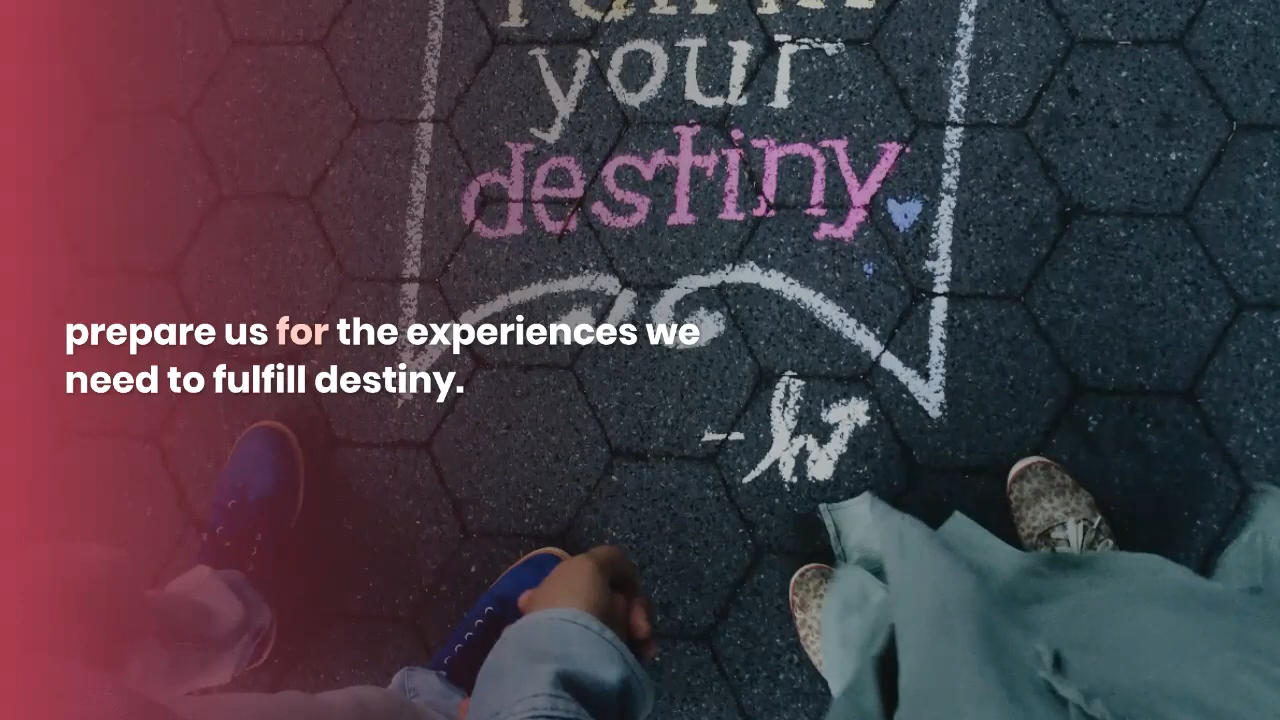 your
destiny
prepare us for the experiences we
need to fulfill destiny.